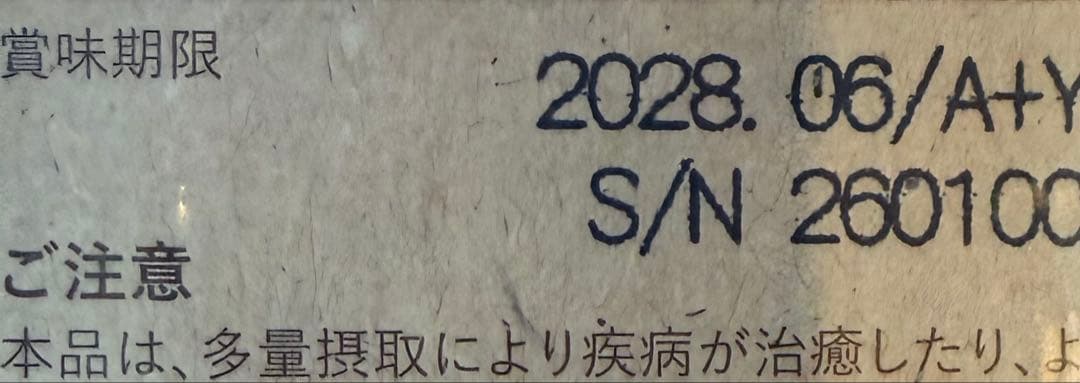 賞味期限 2028. 06/A+Y
S/N 260100
ご注意
本品は、多量摂取により疾病が治癒したり、よ